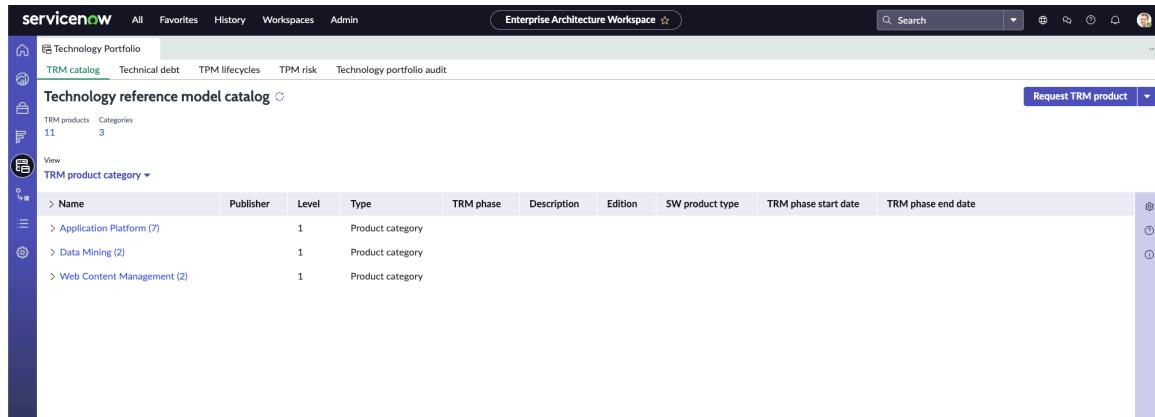 servicenow All Favorites History Workspaces Admin Enterprise Architecture Workspace Search
Technology Portfolio
TRM catalog Technical debt TPM lifecycles TPM risk Technology portfolio audit
Technology reference model catalog Request TRM product
TRM products Categories
11 3
View
TRM product category
Name Publisher Level Type TRM phase Description Edition SW product type TRM phase start date TRM phase end date
Application Platform (7) 1 Product category
Data Mining (2) 1 Product category
Web Content Management (2) 1 Product category